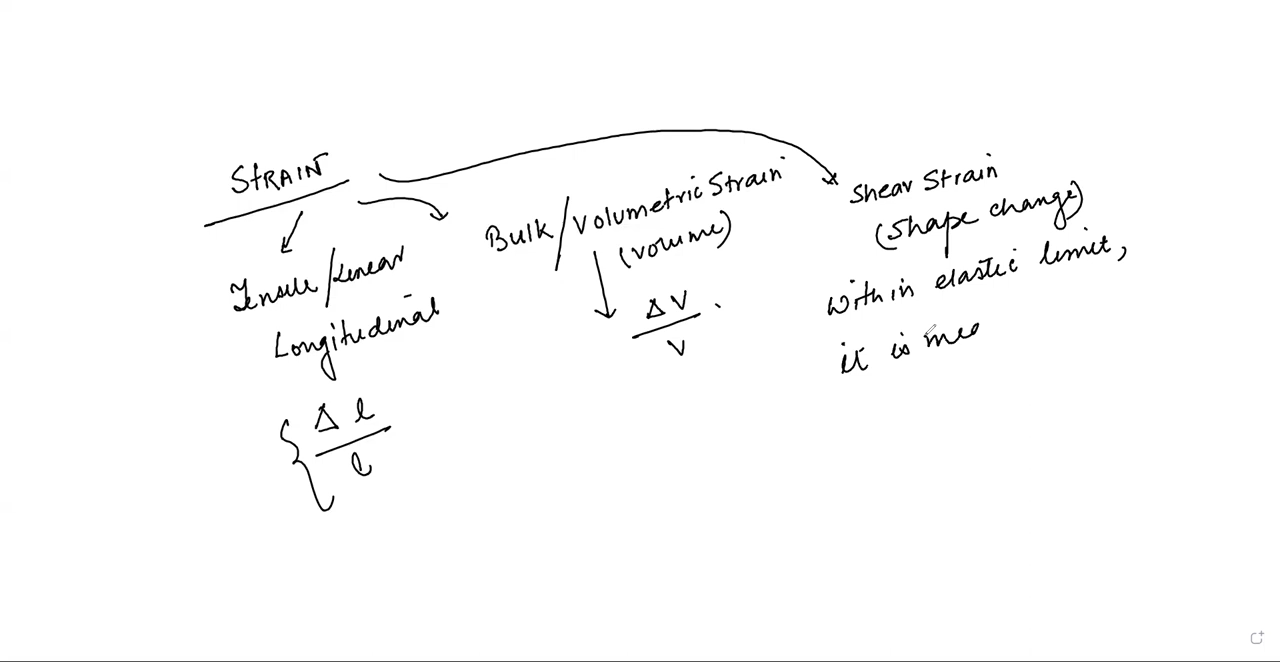 STRAIN
Tensile/Linear
Longitudinal
Δl
l
Bulk/Volumetric Strain
(volume)
ΔV
V
Shear Strain
(shape change)
within elastic limit,
it is mea